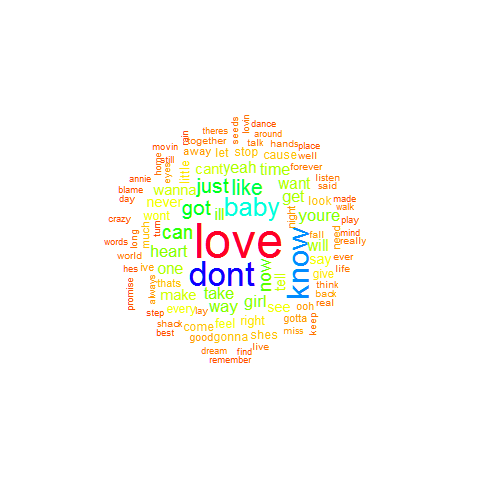 theres
seeds
lovin
dance
around
rain
together
talk
hands
place
movin
away
let
stop
cause
well
still
home
eyes
little
cant
yeah
time
forever
annie
wanna
just
like
want
listen
said
blame
never
got
ill
baby
get
look
made
day
night
youre
walk
play
crazy
wont
turn
can
love
know
fall
need
mind
really
words
long
much
heart
now
will
say
ever
world
hes
ive
one
dont
tell
give
life
think
always
thats
make
take
way
girl
see
back
promise
real
step
every
lay
ooh
gotta
keep
shack
come
feel
right
miss
best
good
gonna
shes
live
dream
find
remember